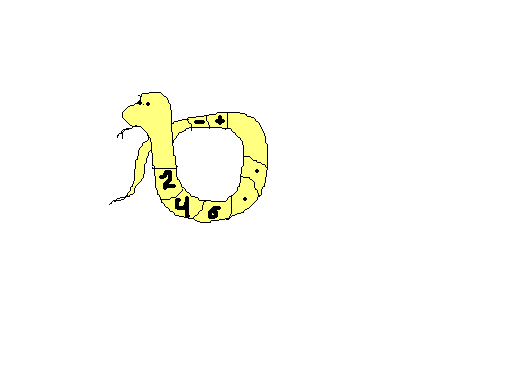 - +
2 4 6 . .